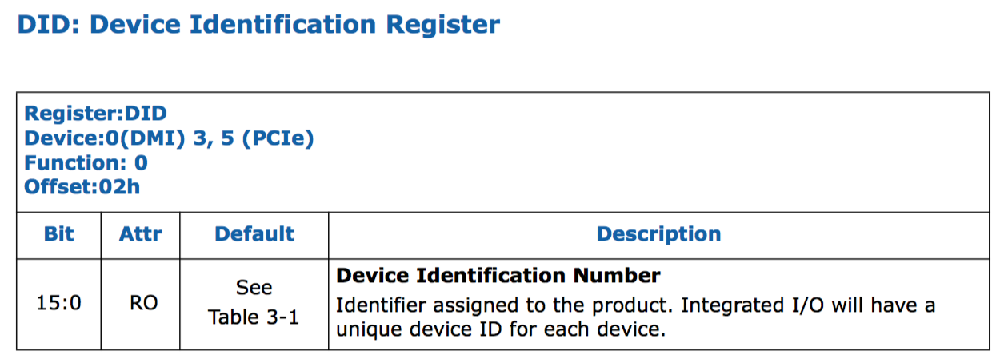 DID: Device Identification Register
Register:DID
Device:0(DMI) 3, 5 (PCIe)
Function: 0
Offset:02h
Bit Attr Default Description
15:0 RO See Table 3-1 Device Identification Number
Identifier assigned to the product. Integrated I/O will have a
unique device ID for each device.